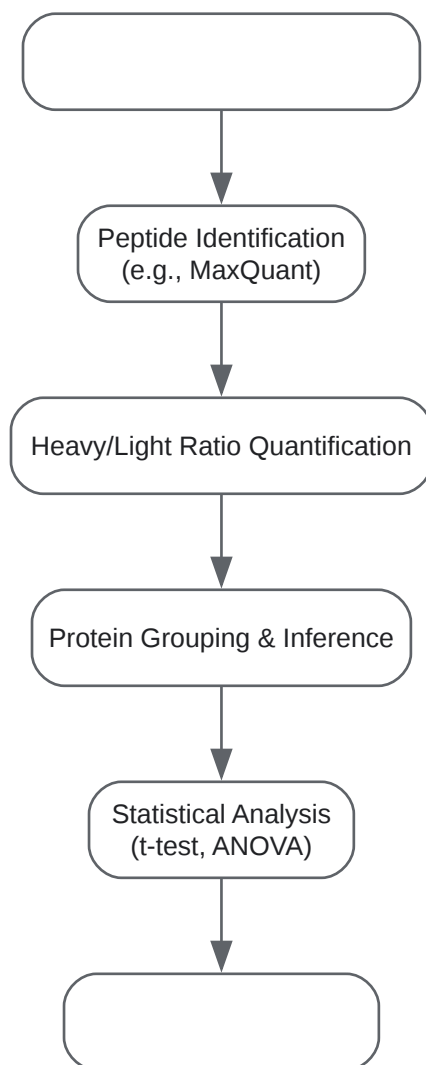 Peptide Identification
(e.g., MaxQuant)
Heavy/Light Ratio Quantification
Protein Grouping & Inference
Statistical Analysis
(t-test, ANOVA)